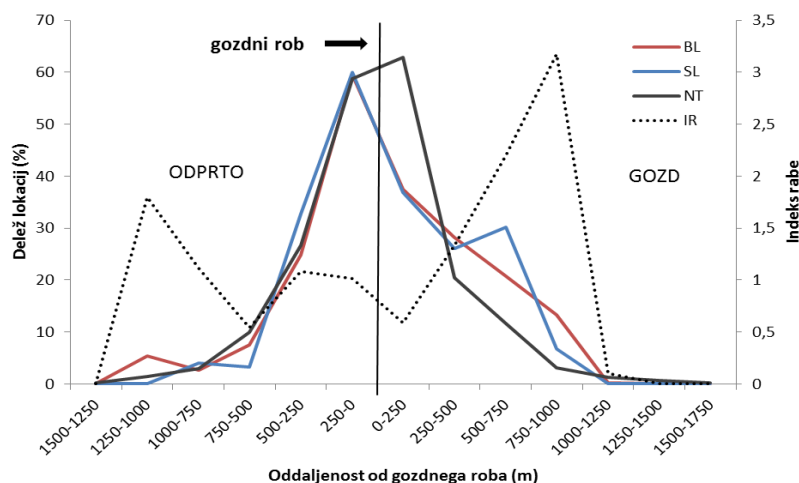 70
60
50
40
30
20
10
0
Delež lokacij (%)
gozdni rob
ODPRTO
GOZD
BL
SL
NT
IR
3,5
3
2,5
2
1,5
1
0,5
0
Indeks rabe
1500-1250
1250-1000
1000-750
750-500
500-250
250-0
0-250
250-500
500-750
750-1000
1000-1250
1250-1500
1500-1750
Oddaljenost od gozdnega roba (m)